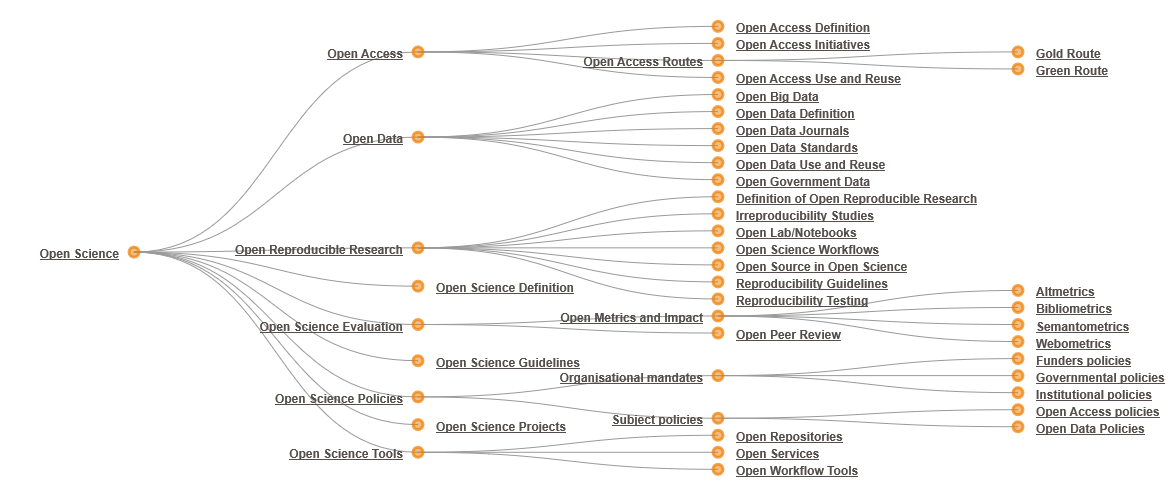 Open Science
Open Access
Open Access Definition
Open Access Initiatives
Open Access Routes
Gold Route
Green Route
Open Access Use and Reuse
Open Data
Open Big Data
Open Data Definition
Open Data Journals
Open Data Standards
Open Data Use and Reuse
Open Government Data
Open Reproducible Research
Definition of Open Reproducible Research
Irreproducibility Studies
Open Lab/Notebooks
Open Science Workflows
Open Source in Open Science
Reproducibility Guidelines
Reproducibility Testing
Open Science Definition
Open Science Evaluation
Open Metrics and Impact
Altmetrics
Bibliometrics
Semantometrics
Webometrics
Open Peer Review
Open Science Guidelines
Open Science Policies
Organisational mandates
Funders policies
Governmental policies
Institutional policies
Subject policies
Open Access policies
Open Data Policies
Open Science Projects
Open Science Tools
Open Repositories
Open Services
Open Workflow Tools